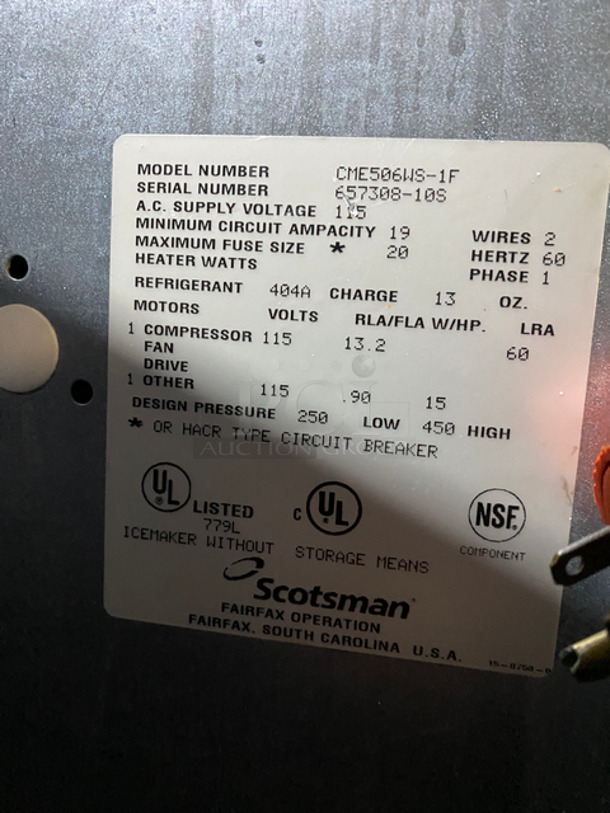 MODEL NUMBER CME506WS-1F
SERIAL NUMBER 657308-10S
A.C. SUPPLY VOLTAGE 115
MINIMUM CIRCUIT AMPACITY 19 WIRES 2
MAXIMUM FUSE SIZE * 20 HERTZ 60
HEATER WATTS PHASE 1
REFRIGERANT 404A CHARGE 13 OZ.
MOTORS VOLTS RLA/FLA W/HP. LRA
1 COMPRESSOR 115 13.2 60
FAN
DRIVE
1 OTHER 115 .90 15
DESIGN PRESSURE 250 LOW 450 HIGH
* OR HACR TYPE CIRCUIT BREAKER
AUCTION GROUP
UL LISTED C UL NSF
779L
ICEMAKER WITHOUT STORAGE MEANS COMPONENT
Scotsman
FAIRFAX OPERATION
FAIRFAX, SOUTH CAROLINA U.S.A.